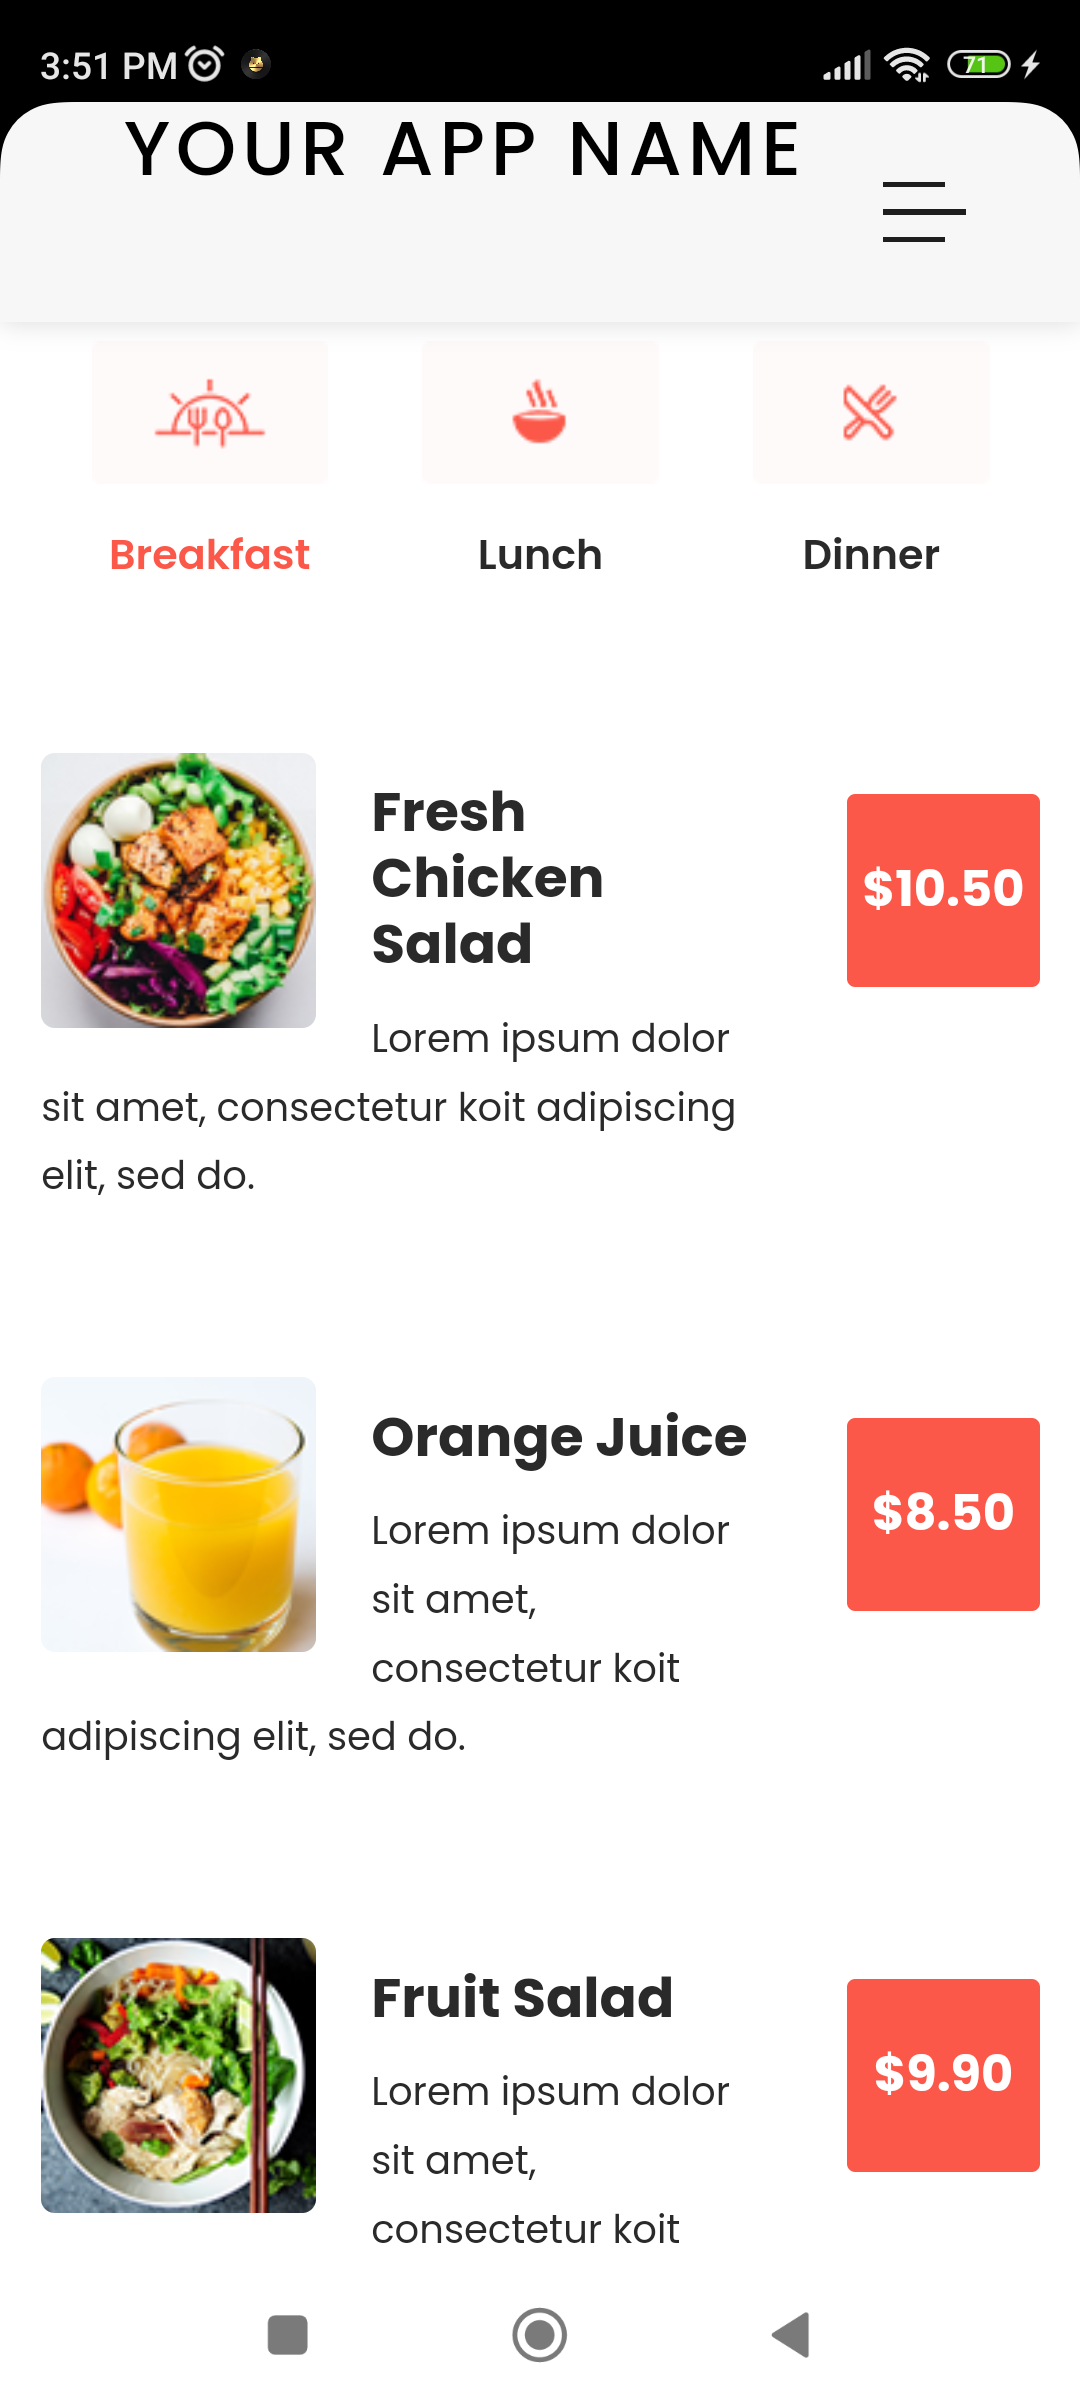 3:51 PM
71
YOUR APP NAME
Breakfast
Lunch
Dinner
Fresh
Chicken
Salad
$10.50
Lorem ipsum dolor
sit amet, consectetur koit adipiscing
elit, sed do.
Orange Juice
$8.50
Lorem ipsum dolor
sit amet,
consectetur koit
adipiscing elit, sed do.
Fruit Salad
$9.90
Lorem ipsum dolor
sit amet,
consectetur koit